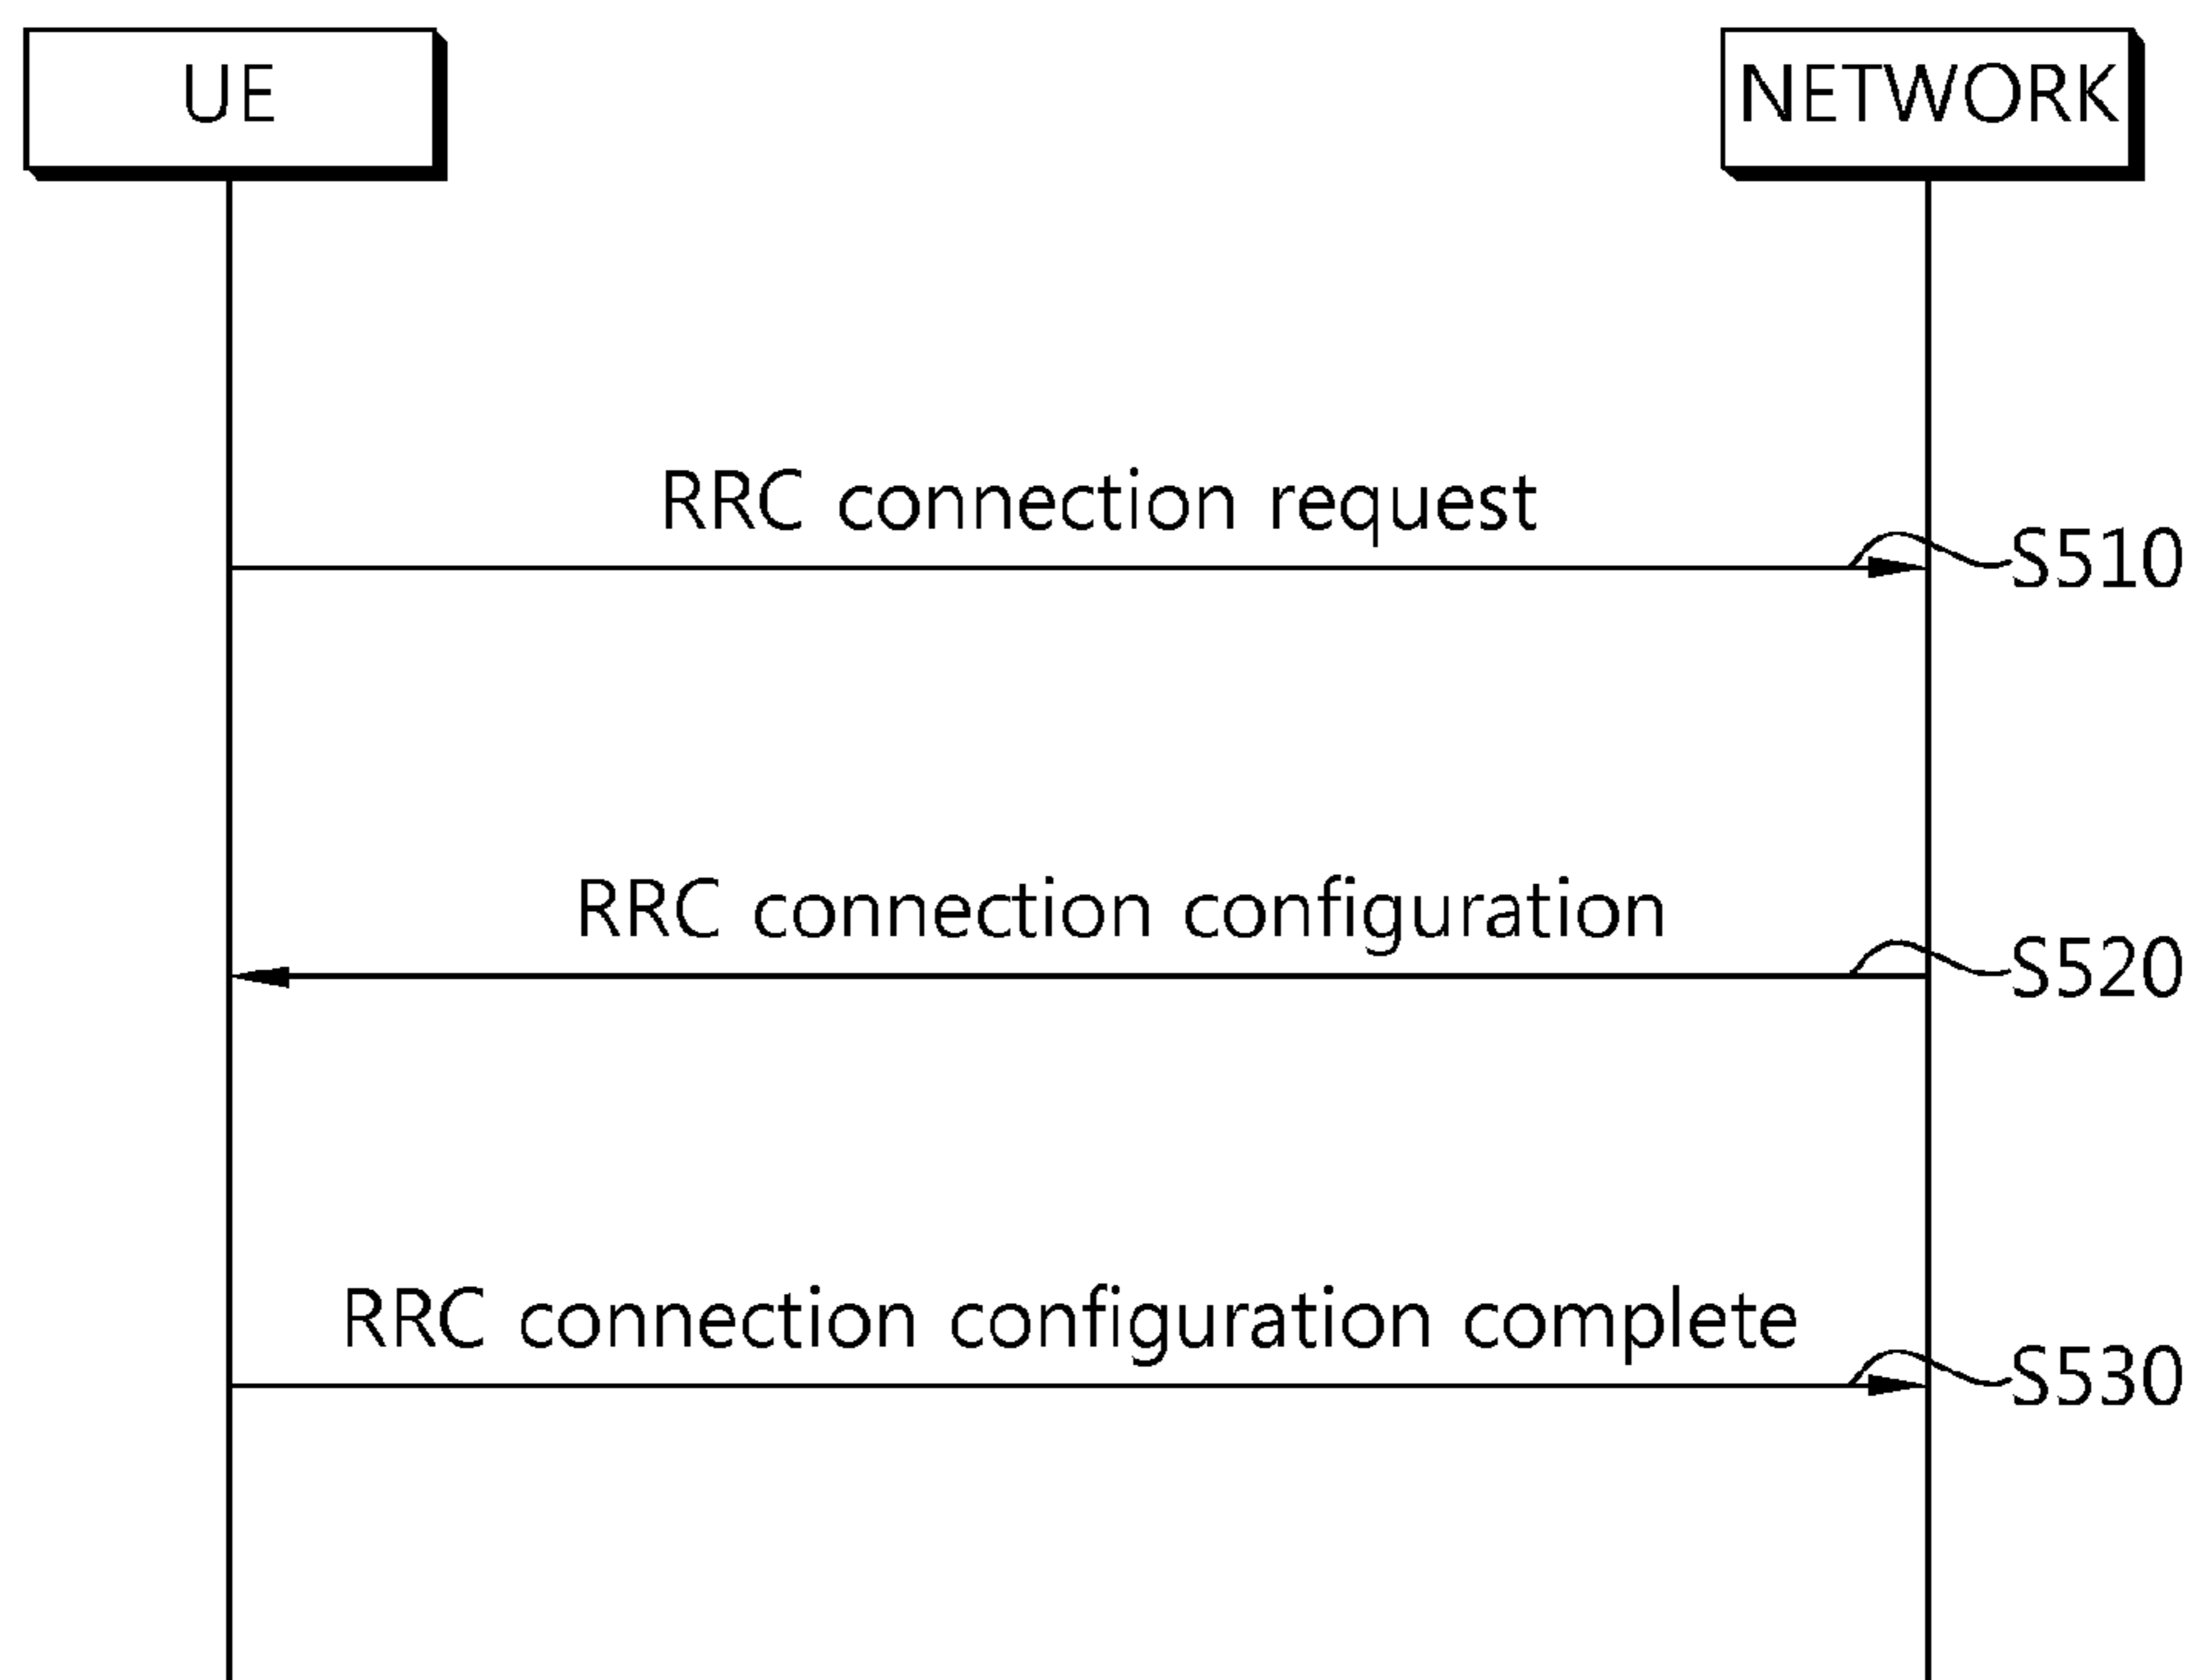 UE
NETWORK
RRC connection request
S510
RRC connection configuration
S520
RRC connection configuration complete
S530